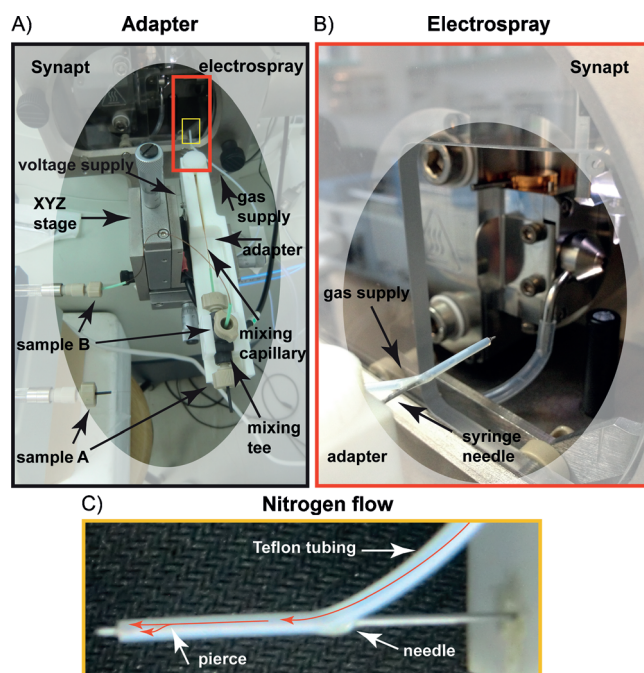 A)
Adapter
Synapt
electrospray
voltage supply
XYZ
stage
gas
supply
adapter
sample B
mixing
capillary
mixing
tee
sample A
B)
Electrospray
Synapt
gas supply
syringe
needle
adapter
C)
Nitrogen flow
Teflon tubing
needle
pierce